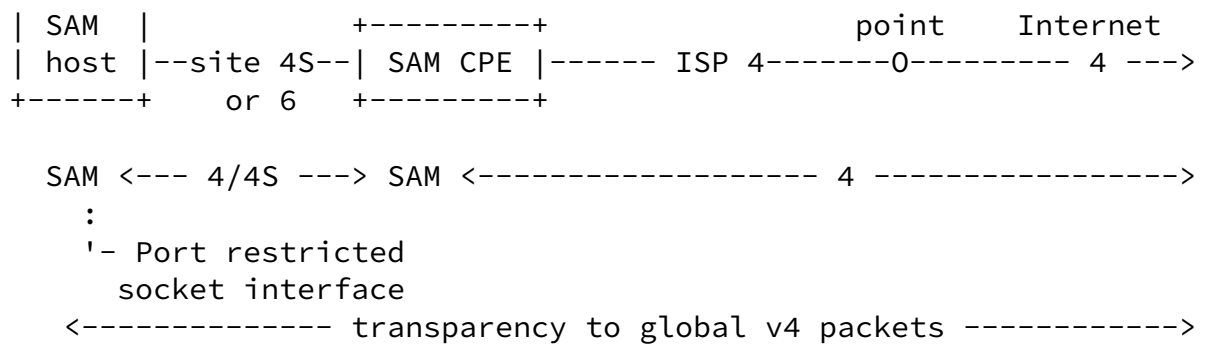 | SAM  |           +---------+                 point    Internet
| host |--site 4S--| SAM CPE |------ ISP 4-------O--------- 4 --->
+------+    or 6   +---------+

  SAM <--- 4/4S ---> SAM <------------------ 4 ----------------->
    :
    '- Port restricted
      socket interface
   <-------------- transparency to global v4 packets ------------>